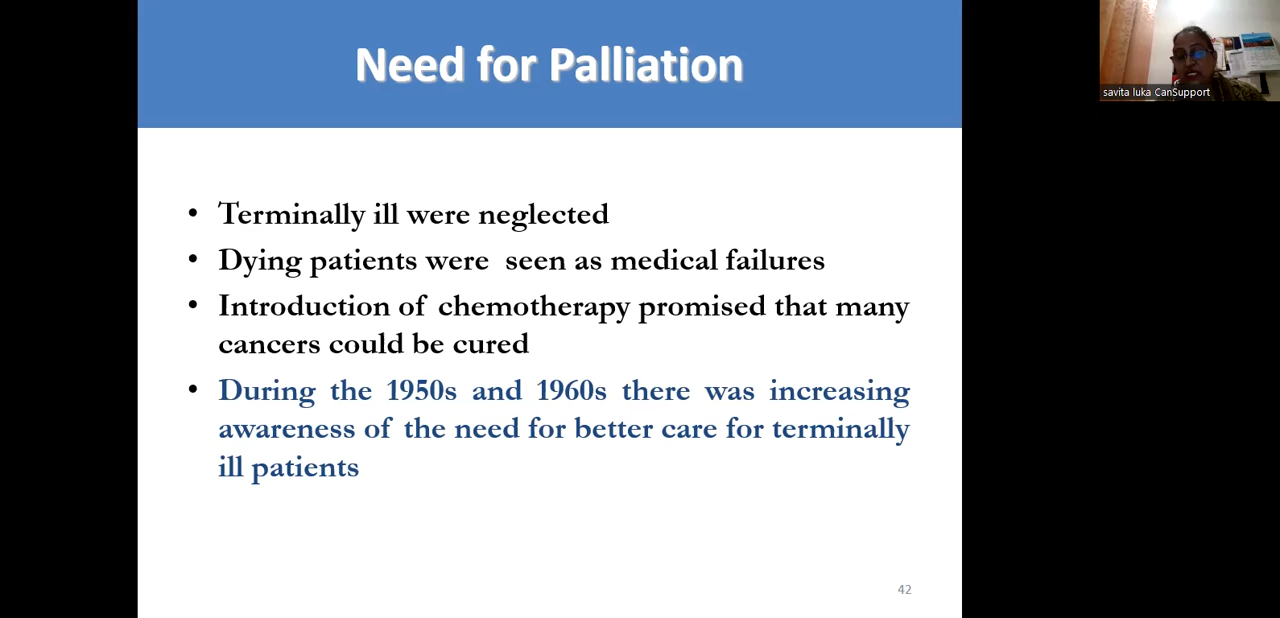 Need for Palliation
savita luka CanSupport
• Terminally ill were neglected
• Dying patients were seen as medical failures
• Introduction of chemotherapy promised that many
cancers could be cured
• During the 1950s and 1960s there was increasing
awareness of the need for better care for terminally
ill patients
42